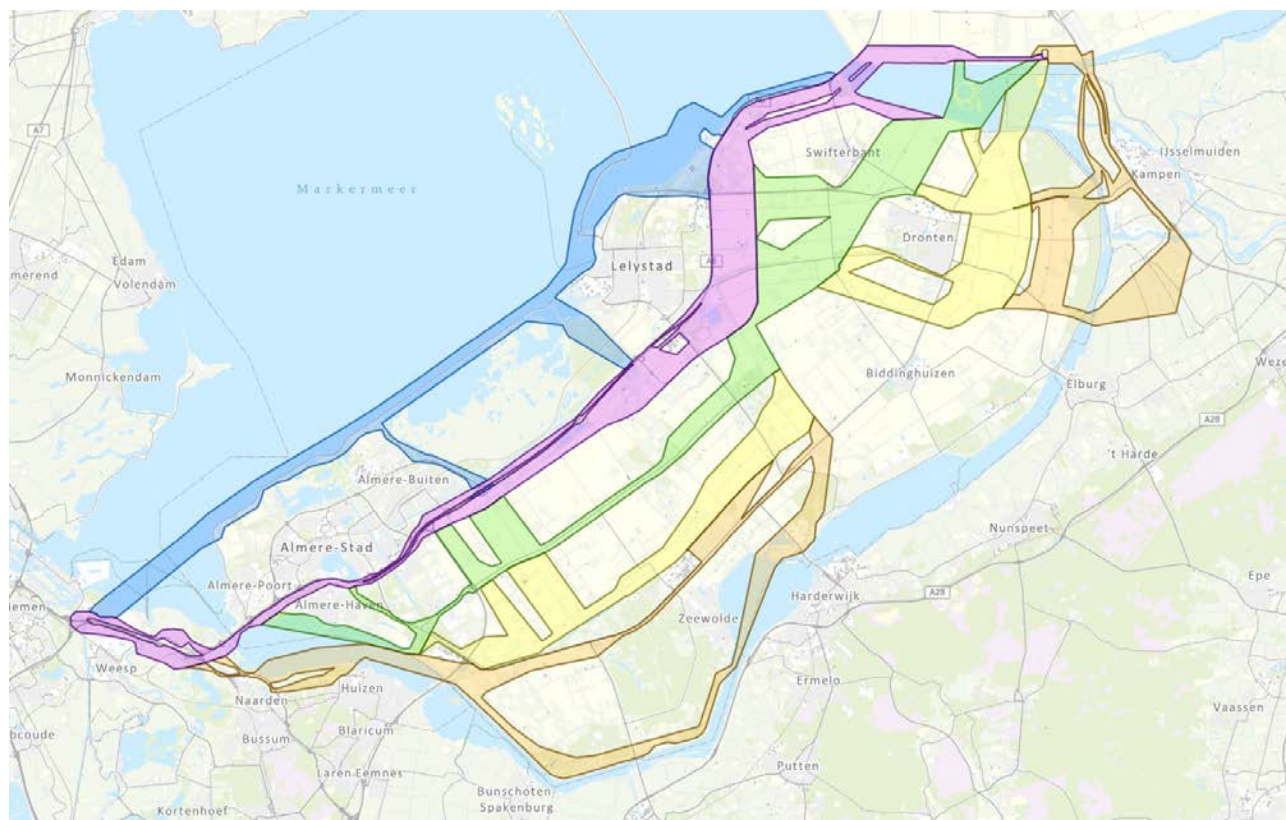 A7
A6
Swifterbant
IJsselmuiden
Kampen
Markermeer
Edam
Volendam
merend
Lelystad
A6
Dronten
Monnickendam
Biddinghuizen
Elburg
Weze
A28
't Harde
Almere-Buiten
Almere-Stad
Nunspeet
Almere-Poort
Almere-Haven
Epe
iemen
Harderwijk
A28
Weesp
Zeewolde
Naarden
Huizen
Ermelo
Bussum
Blaricum
Vaassen
bcoude
Laren Eemnes
Putten
Bunschoten
Spakenburg
Kortenhoef